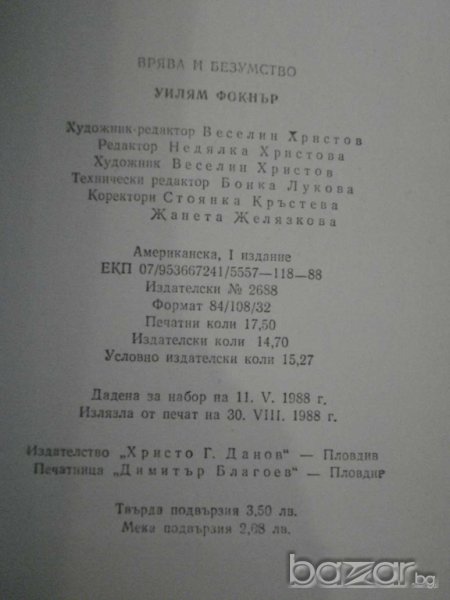 ВРЯВА И БЕЗУМСТВО
УИЛЯМ ФОКНЪР
Художник-редактор Веселин Христов
Редактор Недялка Христова
Художник Веселин Христов
Технически редактор Бойка Лукова
Коректори Стоянка Кръстева
Жанета Желязкова
Американска, I издание
ЕКП 07/953667241/5557—118—88
Издателски № 2688
Формат 84/108/32
Печатни коли 17,50
Издателски коли 14,70
Условно издателски коли 15,27
Дадена за набор на 11. V. 1988 г.
Излязла от печат на 30. VIII. 1988 г.
Издателство „Христо Г. Данов" — Пловдив
Печатница „Димитър Благоев" — Пловдив
Твърда подвързия 3,50 лв.
Мека подвързия 2,68 лв.
bazar.bg